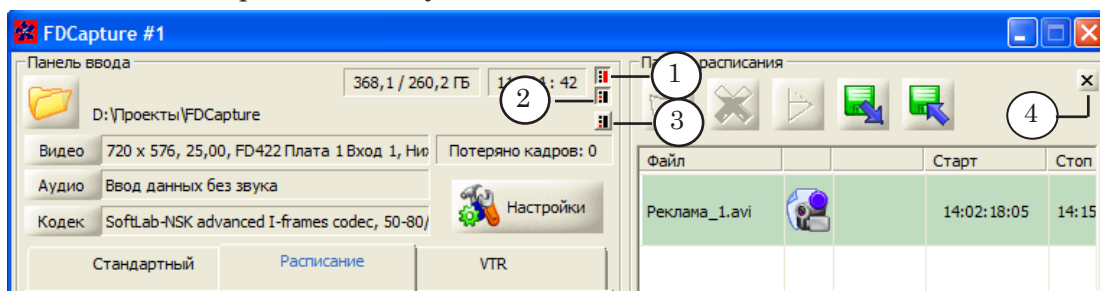 FDCapture #1
Панель ввода
368,1 / 260,2 ГБ
: 42
расписания
1
2
3
4
D:\Проекты\FDCapture
Видео 720 x 576, 25,00, FD422 Плата 1 Вход 1, Ни Потеряно кадров: 0
Аудио Ввод данных без звука
Кодек SoftLab-NSK advanced I-frames codec, 50-80/ Настройки
Стандартный Расписание VTR
Файл Старт Стоп
Реклама_1.avi 14:02:18:05 14:15